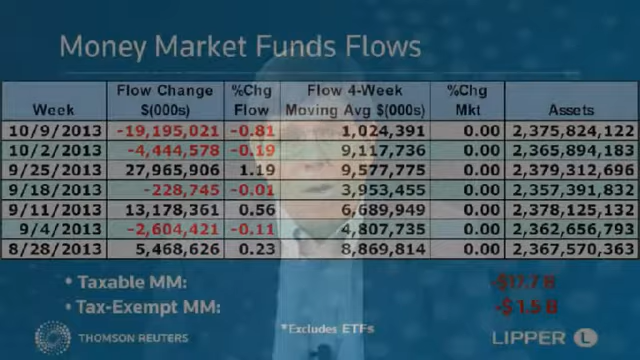 Money Market Funds Flows
Week Flow Change $(000s) %Chg Flow Flow 4-Week Moving Avg $(000s) %Chg Mkt Assets
10/9/2013 -19,195,021 -0.81 1,024,391 0.00 2,375,824,122
10/2/2013 -4,444,578 -0.19 9,117,736 0.00 2,365,894,183
9/25/2013 27,965,906 1.19 9,577,775 0.00 2,379,312,696
9/18/2013 -228,745 -0.01 3,953,455 0.00 2,357,391,832
9/11/2013 13,178,361 0.56 6,689,949 0.00 2,378,125,132
9/4/2013 -2,604,421 -0.11 4,807,735 0.00 2,362,656,793
8/28/2013 5,468,626 0.23 8,869,814 0.00 2,367,570,363
• Taxable MM: -$17.7 B
• Tax-Exempt MM: -$ 1.5 B
*Excludes ETFs
THOMSON REUTERS LIPPER L